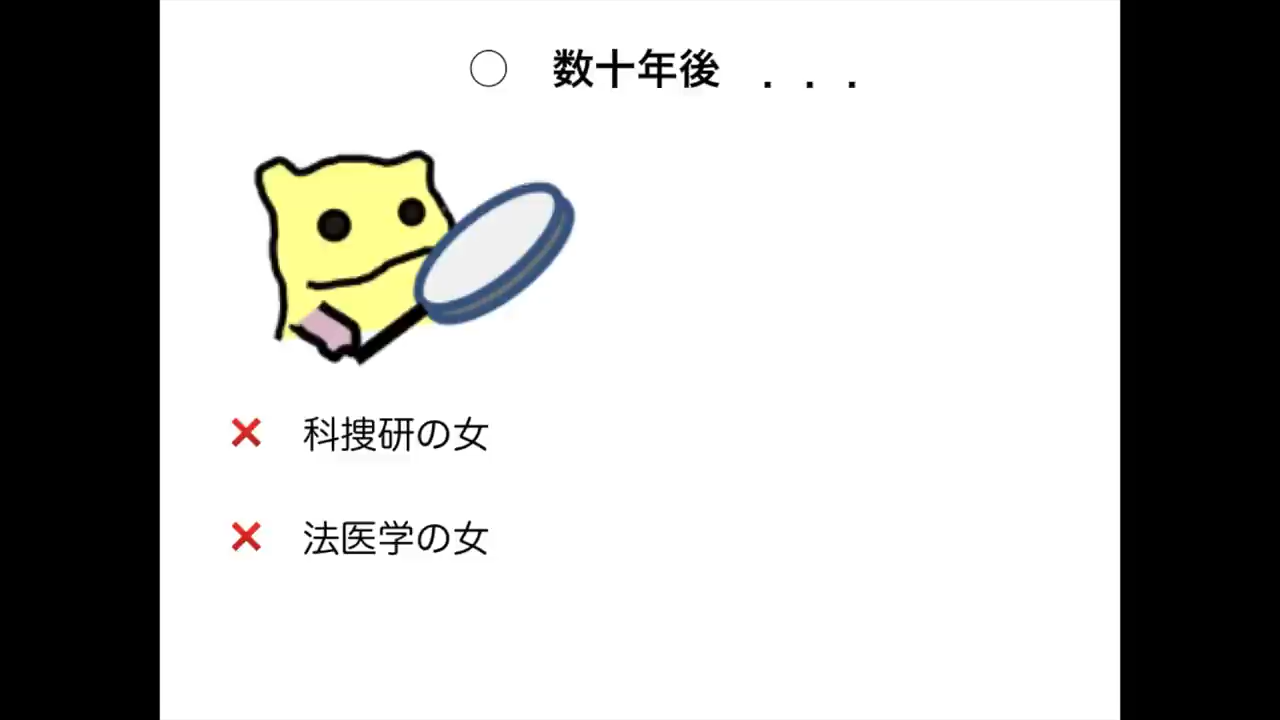 ○ 数十年後 ．．．
✕ 科捜研の女
✕ 法医学の女